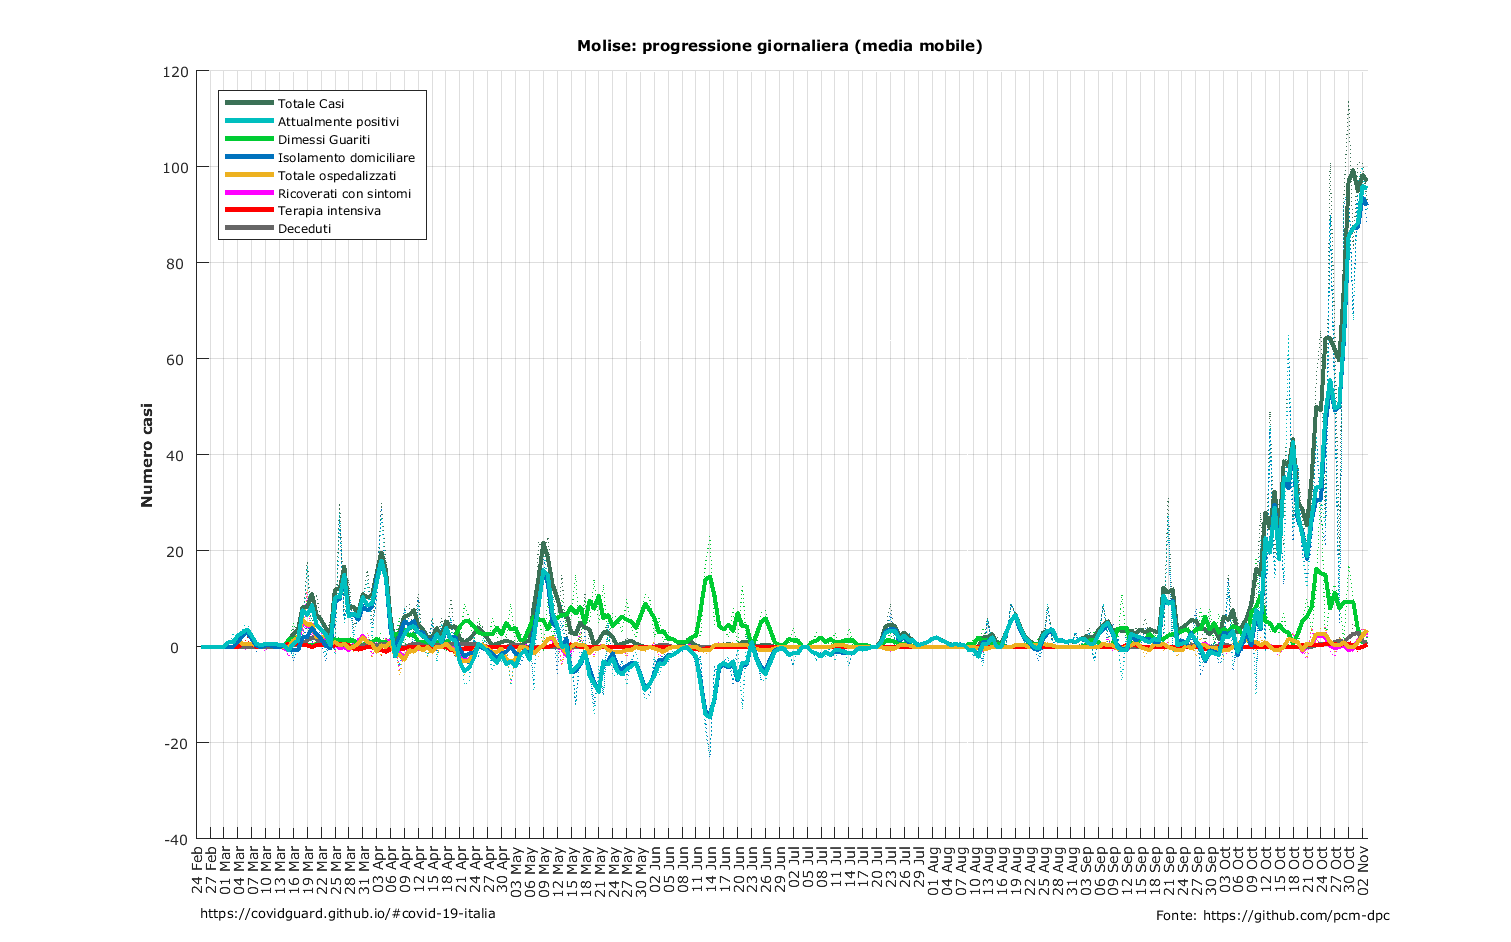 Molise: progressione giornaliera (media mobile)
120
100
80
60
40
20
0
-20
-40
Numero casi
Totale Casi
Attualmente positivi
Dimessi Guariti
Isolamento domiciliare
Totale ospedalizzati
Ricoverati con sintomi
Terapia intensiva
Deceduti
24 Feb
27 Feb
01 Mar
04 Mar
07 Mar
10 Mar
13 Mar
16 Mar
19 Mar
22 Mar
25 Mar
28 Mar
31 Mar
03 Apr
06 Apr
09 Apr
12 Apr
15 Apr
18 Apr
21 Apr
24 Apr
27 Apr
30 Apr
03 May
06 May
09 May
12 May
15 May
18 May
21 May
24 May
27 May
30 May
02 Jun
05 Jun
08 Jun
11 Jun
14 Jun
17 Jun
20 Jun
23 Jun
26 Jun
29 Jun
02 Jul
05 Jul
08 Jul
11 Jul
14 Jul
17 Jul
20 Jul
23 Jul
26 Jul
29 Jul
01 Aug
04 Aug
07 Aug
10 Aug
13 Aug
16 Aug
19 Aug
22 Aug
25 Aug
28 Aug
31 Aug
03 Sep
06 Sep
09 Sep
12 Sep
15 Sep
18 Sep
21 Sep
24 Sep
27 Sep
30 Sep
03 Oct
06 Oct
09 Oct
12 Oct
15 Oct
18 Oct
21 Oct
24 Oct
27 Oct
30 Oct
02 Nov
https://covidguard.github.io/#covid-19-italia
Fonte: https://github.com/pcm-dpc